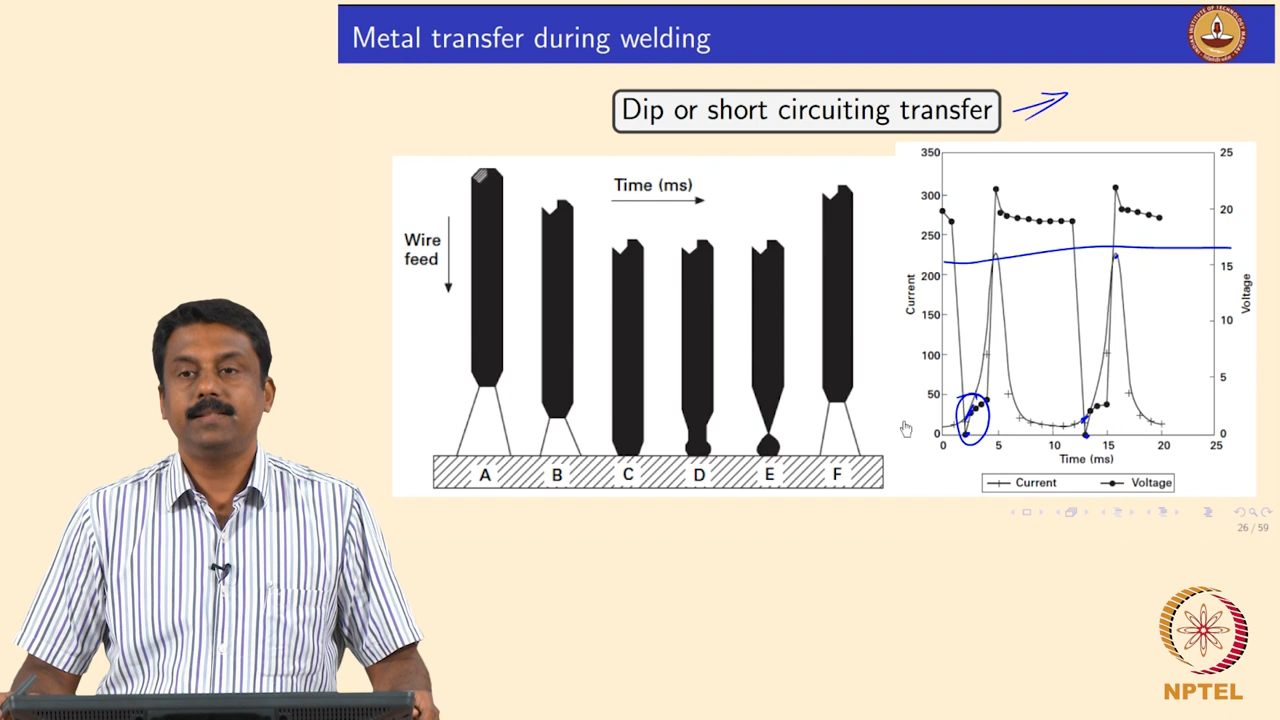 Metal transfer during welding
Dip or short circuiting transfer
Time (ms)
Wire
feed
A B C D E F
350
300
250
200
150
100
50
0
Current
25
20
15
10
5
0
Voltage
0 5 10 15 20 25
Time (ms)
Current Voltage
26 / 59
NPTEL